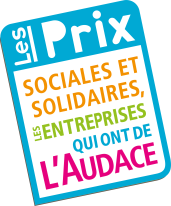 Les Prix
SOCIALES ET
SOLIDAIRES,
LES ENTREPRISES
QUI ONT DE
L'AUDACE